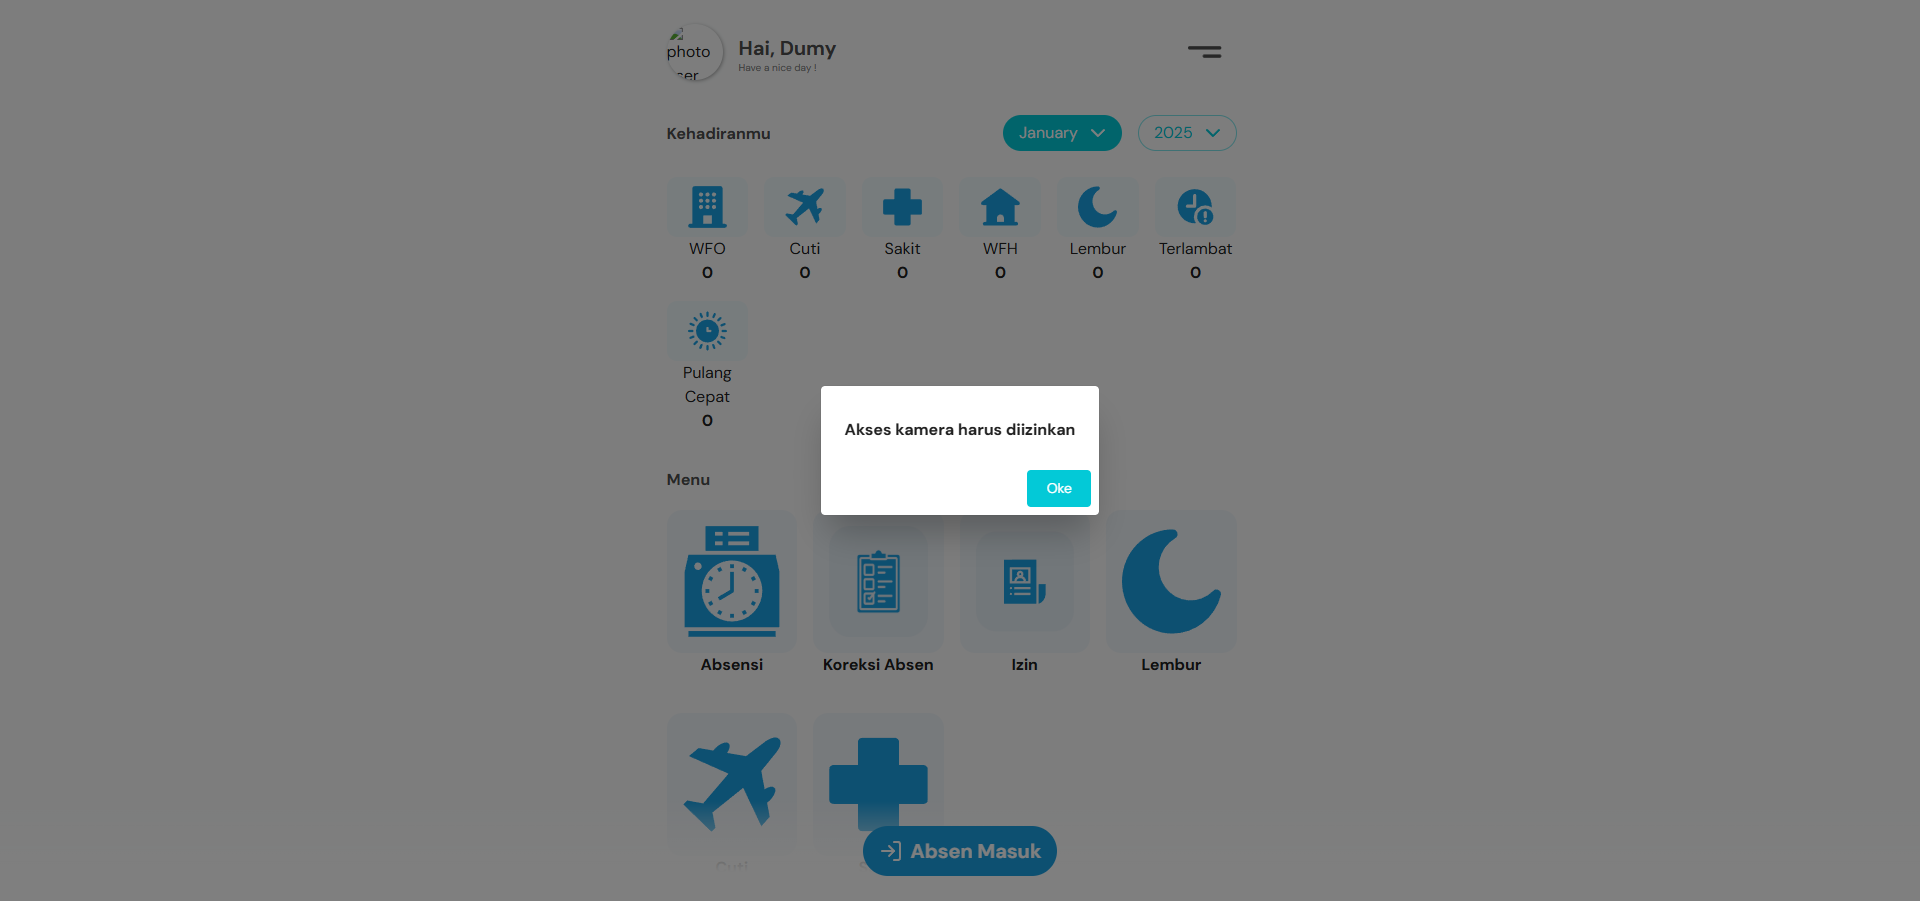 photo
ser
Hai, Dumy
Have a nice day !
Kehadiranmu
January
2025
WFO
Cuti
Sakit
WFH
Lembur
Terlambat
0
0
0
0
0
0
Pulang
Cepat
0
Akses kamera harus diizinkan
Oke
Menu
Absensi
Koreksi Absen
Izin
Lembur
Cuti
Absen Masuk